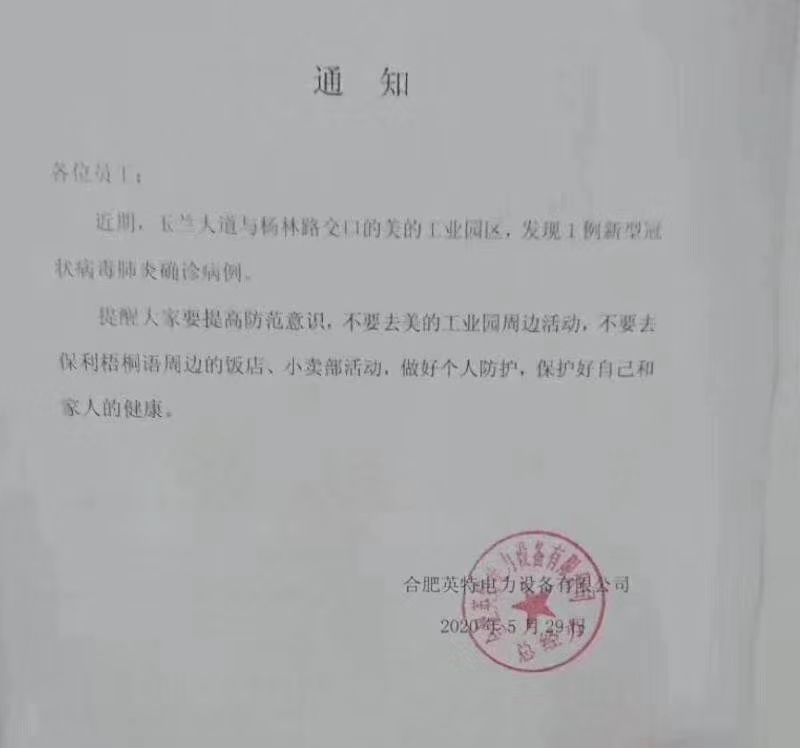 通 知
各位员工：
近期，玉兰大道与杨林路交口的美的工业园区，发现1例新型冠
状病毒肺炎确诊病例。
提醒大家要提高防范意识，不要去美的工业园周边活动，不要去
保利梧桐语周边的饭店、小卖部活动，做好个人防护，保护好自己和
家人的健康。
合肥英特电力设备有限公司
2020年5月29日
力设备有限
总经办